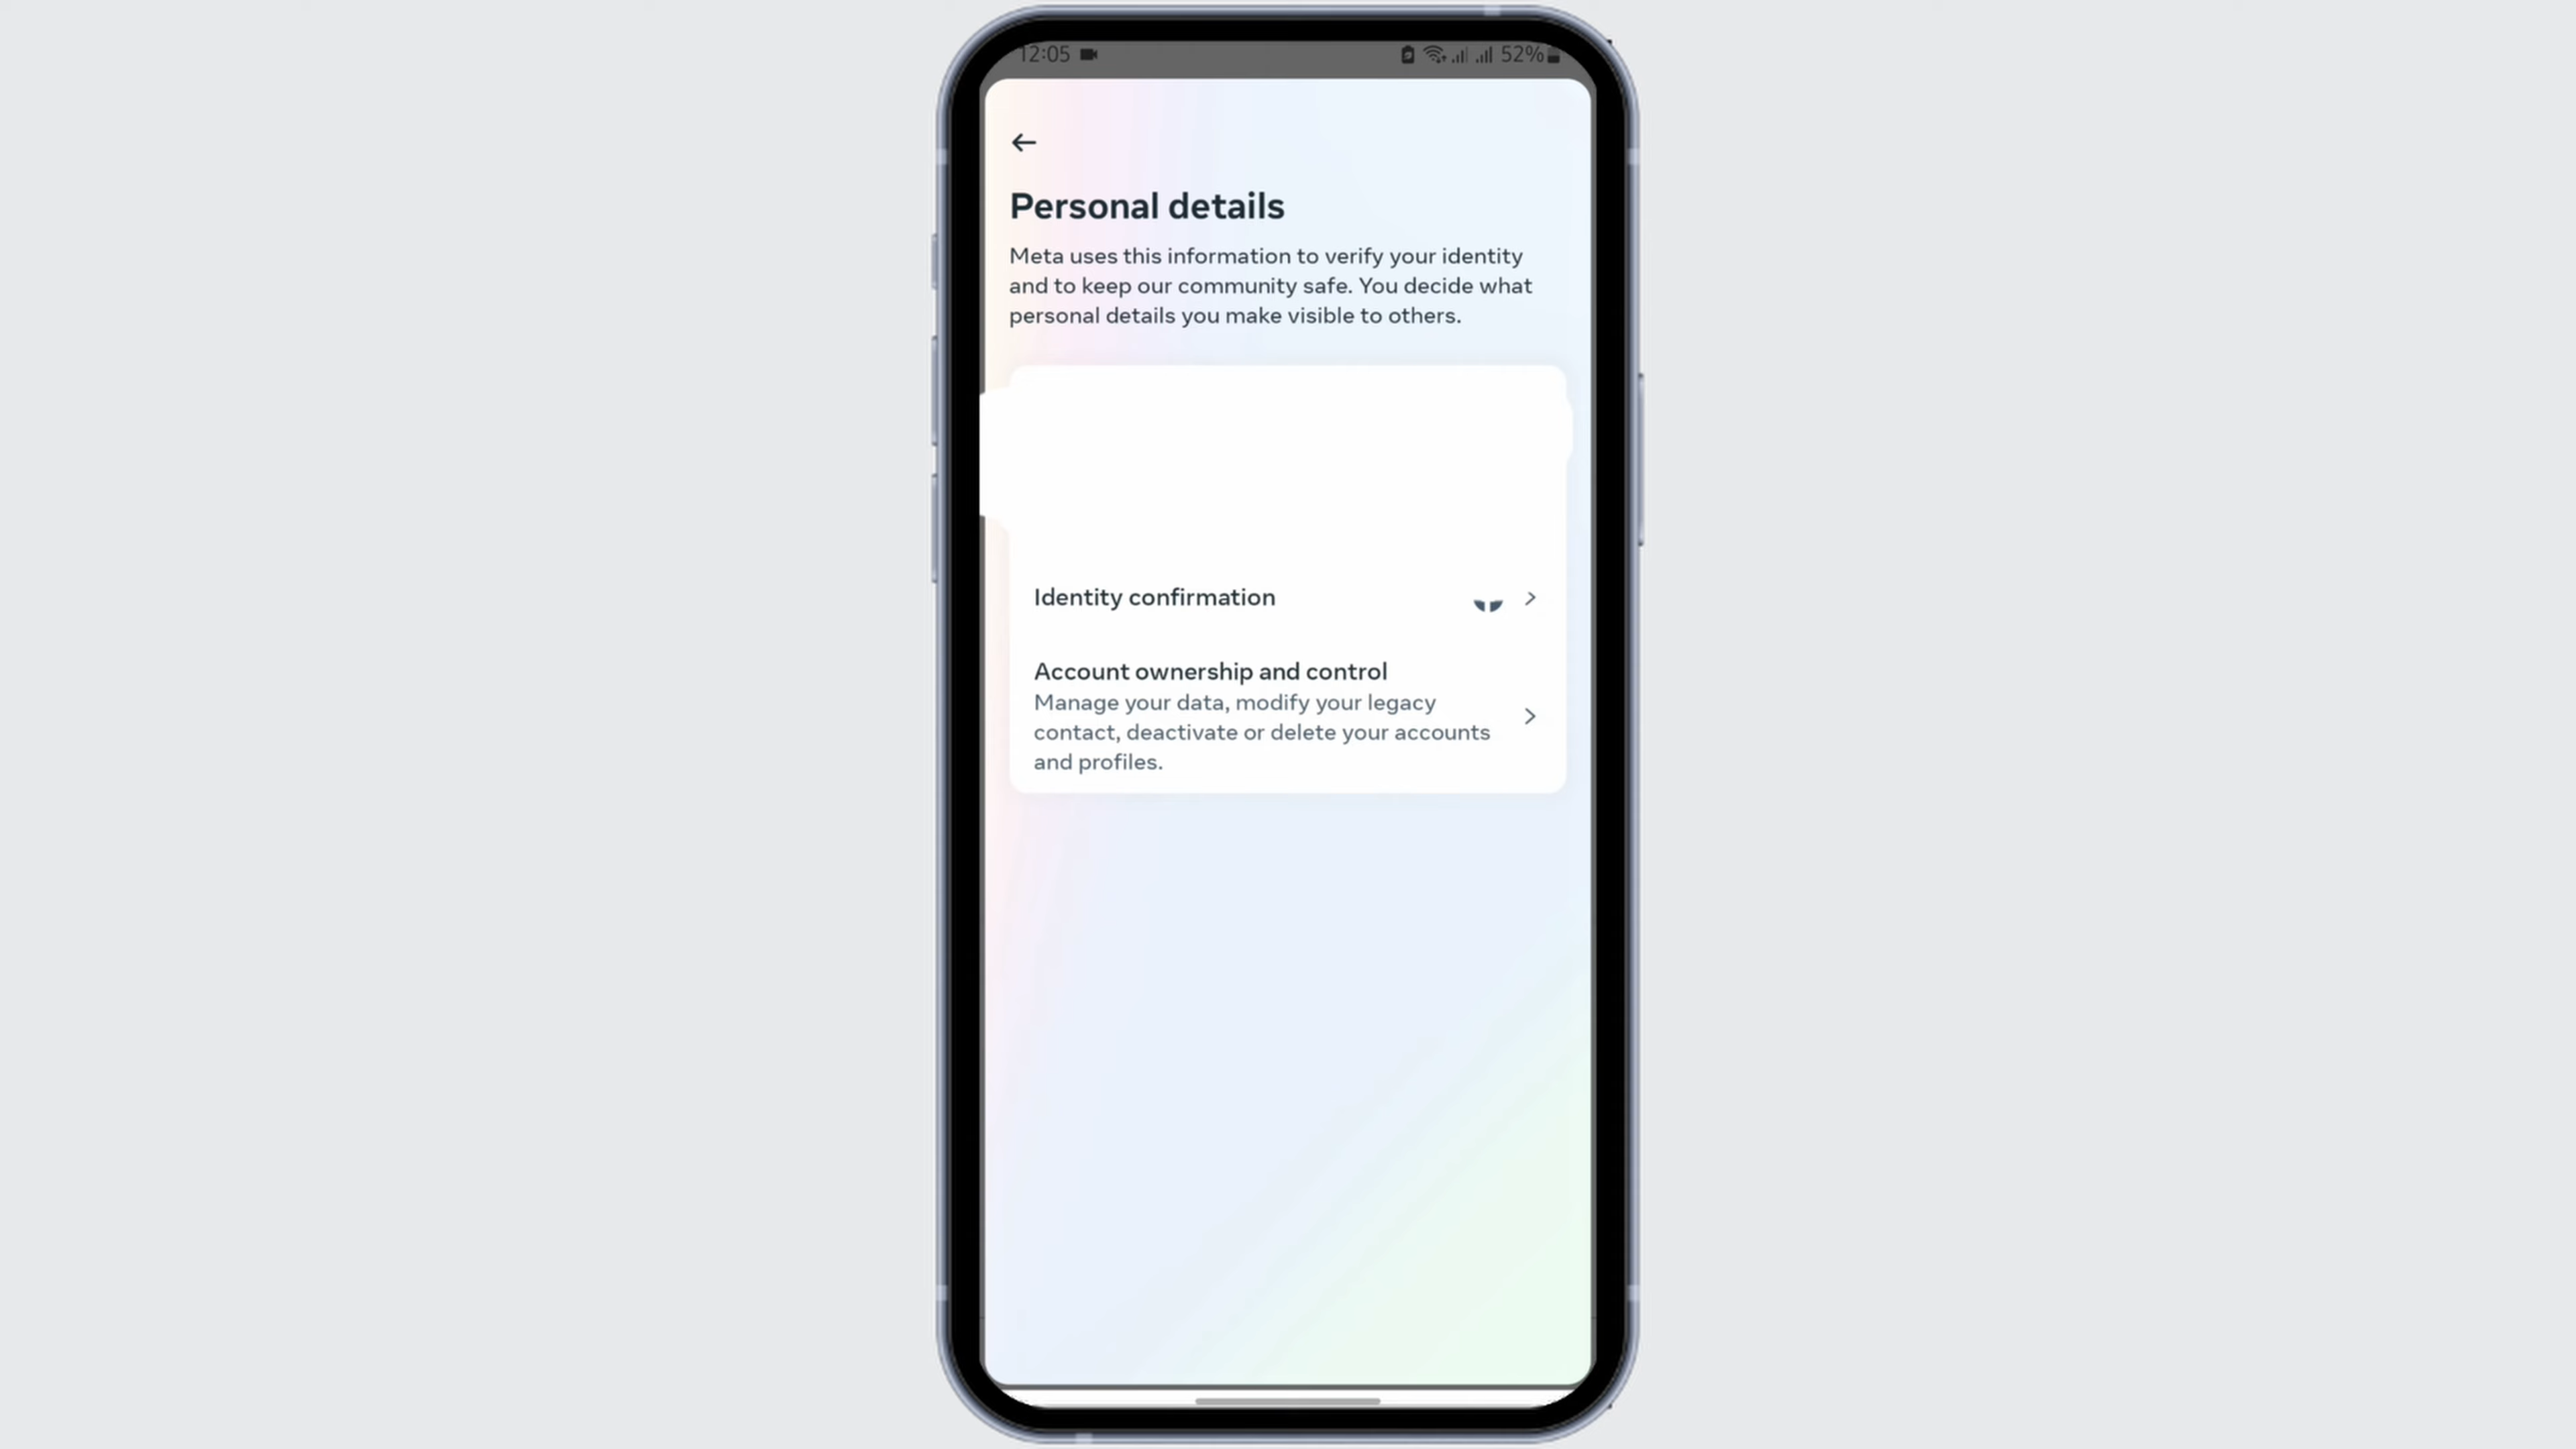 12:05 52%
Personal details
Meta uses this information to verify your identity
and to keep our community safe. You decide what
personal details you make visible to others.
Identity confirmation
Account ownership and control
Manage your data, modify your legacy
contact, deactivate or delete your accounts
and profiles.